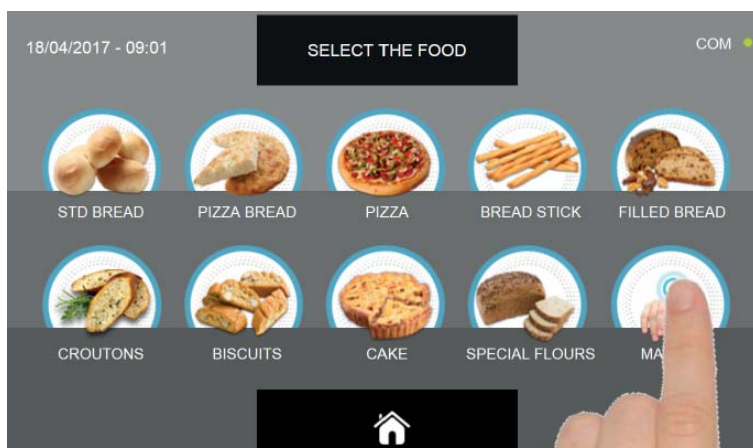 18/04/2017 - 09:01
SELECT THE FOOD
COM
STD BREAD
PIZZA BREAD
PIZZA
BREAD STICK
FILLED BREAD
CROUTONS
BISCUITS
CAKE
SPECIAL FLOURS